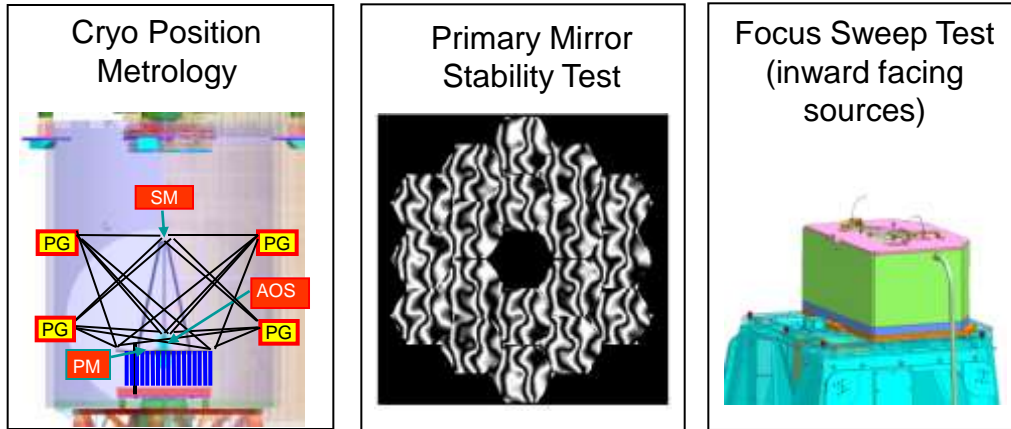 Cryo Position
Metrology
SM
PG
PG
AOS
PG
PG
PM
Primary Mirror
Stability Test
Focus Sweep Test
(inward facing
sources)